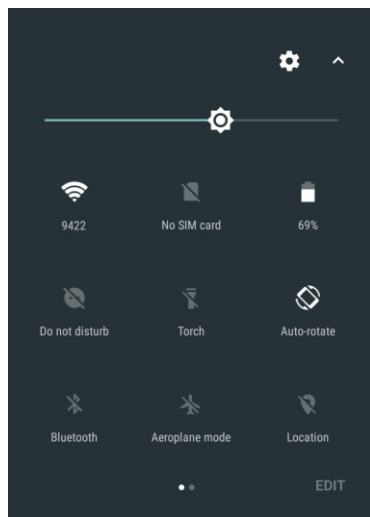 9422
No SIM card
69%
Do not disturb
Torch
Auto-rotate
Bluetooth
Aeroplane mode
Location
EDIT